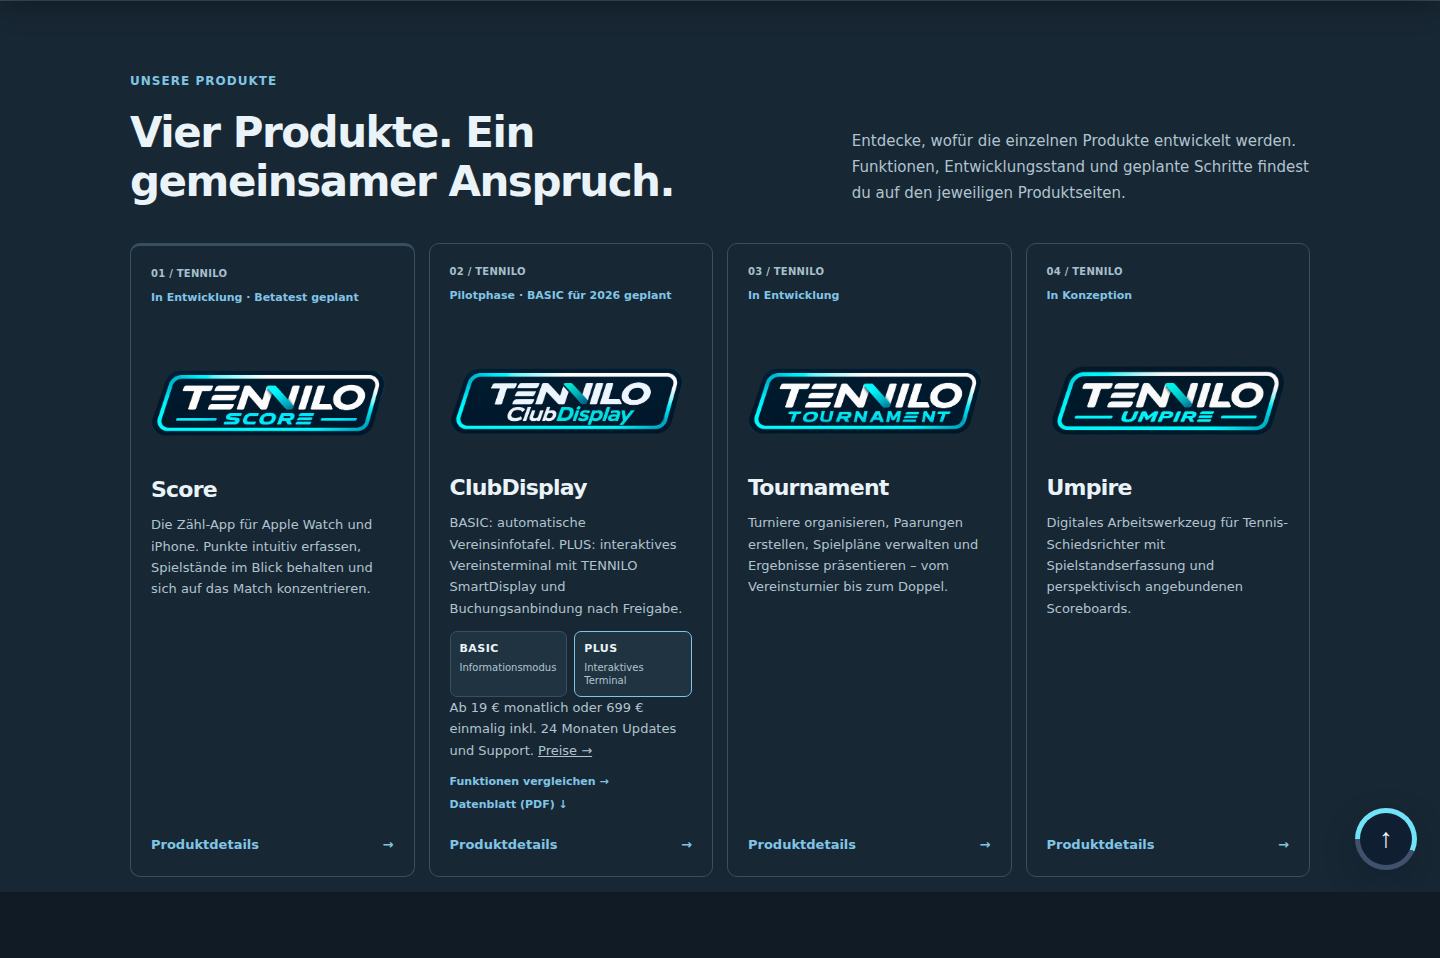 UNSERE PRODUKTE
Vier Produkte. Ein
gemeinsamer Anspruch.
Entdecke, wofür die einzelnen Produkte entwickelt werden.
Funktionen, Entwicklungsstand und geplante Schritte findest
du auf den jeweiligen Produktseiten.
01 / TENNILO
In Entwicklung · Betatest geplant
TENNILO
SCORE
Score
Die Zähl-App für Apple Watch und
iPhone. Punkte intuitiv erfassen,
Spielstände im Blick behalten und
sich auf das Match konzentrieren.
Produktdetails →
02 / TENNILO
Pilotphase · BASIC für 2026 geplant
TENNILO
ClubDisplay
ClubDisplay
BASIC: automatische
Vereinsinfotafel. PLUS: interaktives
Vereinsterminal mit TENNILO
SmartDisplay und
Buchungsanbindung nach Freigabe.
BASIC
Informationsmodus
PLUS
Interaktives
Terminal
Ab 19 € monatlich oder 699 €
einmalig inkl. 24 Monaten Updates
und Support. Preise →
Funktionen vergleichen →
Datenblatt (PDF) ↓
Produktdetails →
03 / TENNILO
In Entwicklung
TENNILO
TOURNAMENT
Tournament
Turniere organisieren, Paarungen
erstellen, Spielpläne verwalten und
Ergebnisse präsentieren – vom
Vereinsturnier bis zum Doppel.
Produktdetails →
04 / TENNILO
In Konzeption
TENNILO
UMPIRE
Umpire
Digitales Arbeitswerkzeug für Tennis-
Schiedsrichter mit
Spielstandserfassung und
perspektivisch angebundenen
Scoreboards.
Produktdetails →
↑